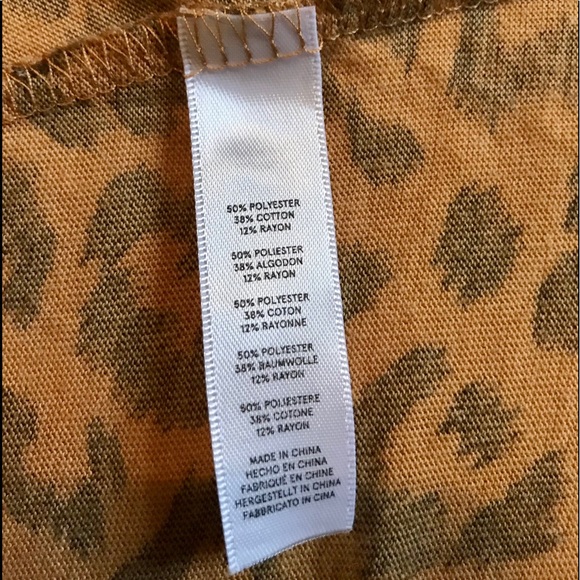 50% POLYESTER
38% COTTON
12% RAYON
50% POLIESTER
38% ALGODON
12% RAYON
50% POLYESTER
38% COTON
12% RAYONNE
50% POLYESTER
38% BAUMWOLLE
12% RAYON
50% POLIESTERE
38% COTONE
12% RAYON
MADE IN CHINA
HECHO EN CHINA
FABRIQUÉ EN CHINE
HERGESTELLT IN CHINA
FABBRICATO IN CINA